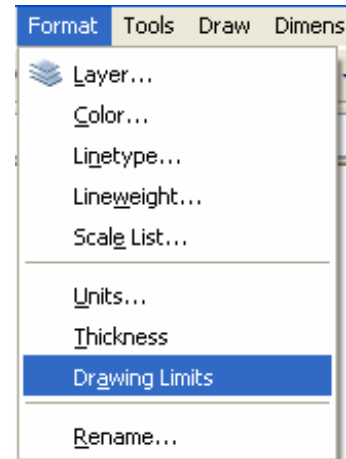 Format Tools Draw Dimens
Layer...
Color...
Linetype...
Lineweight...
Scale List...
Units...
Thickness
Drawing Limits
Rename...